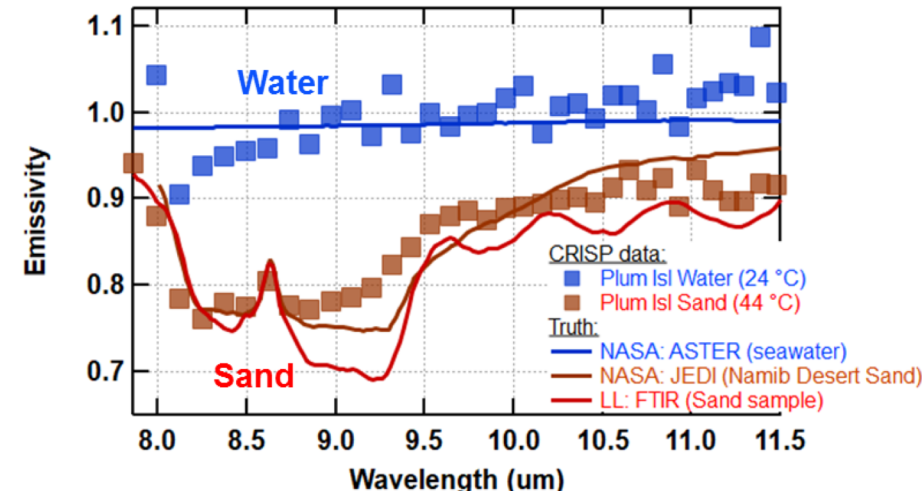 1.1
1.0
0.9
0.8
0.7
Emissivity
Water
Sand
CRISP data:
Plum Isl Water (24 °C)
Plum Isl Sand (44 °C)
Truth:
NASA: ASTER (seawater)
NASA: JEDI (Namib Desert Sand)
LL: FTIR (Sand sample)
8.0 8.5 9.0 9.5 10.0 10.5 11.0 11.5
Wavelength (um)